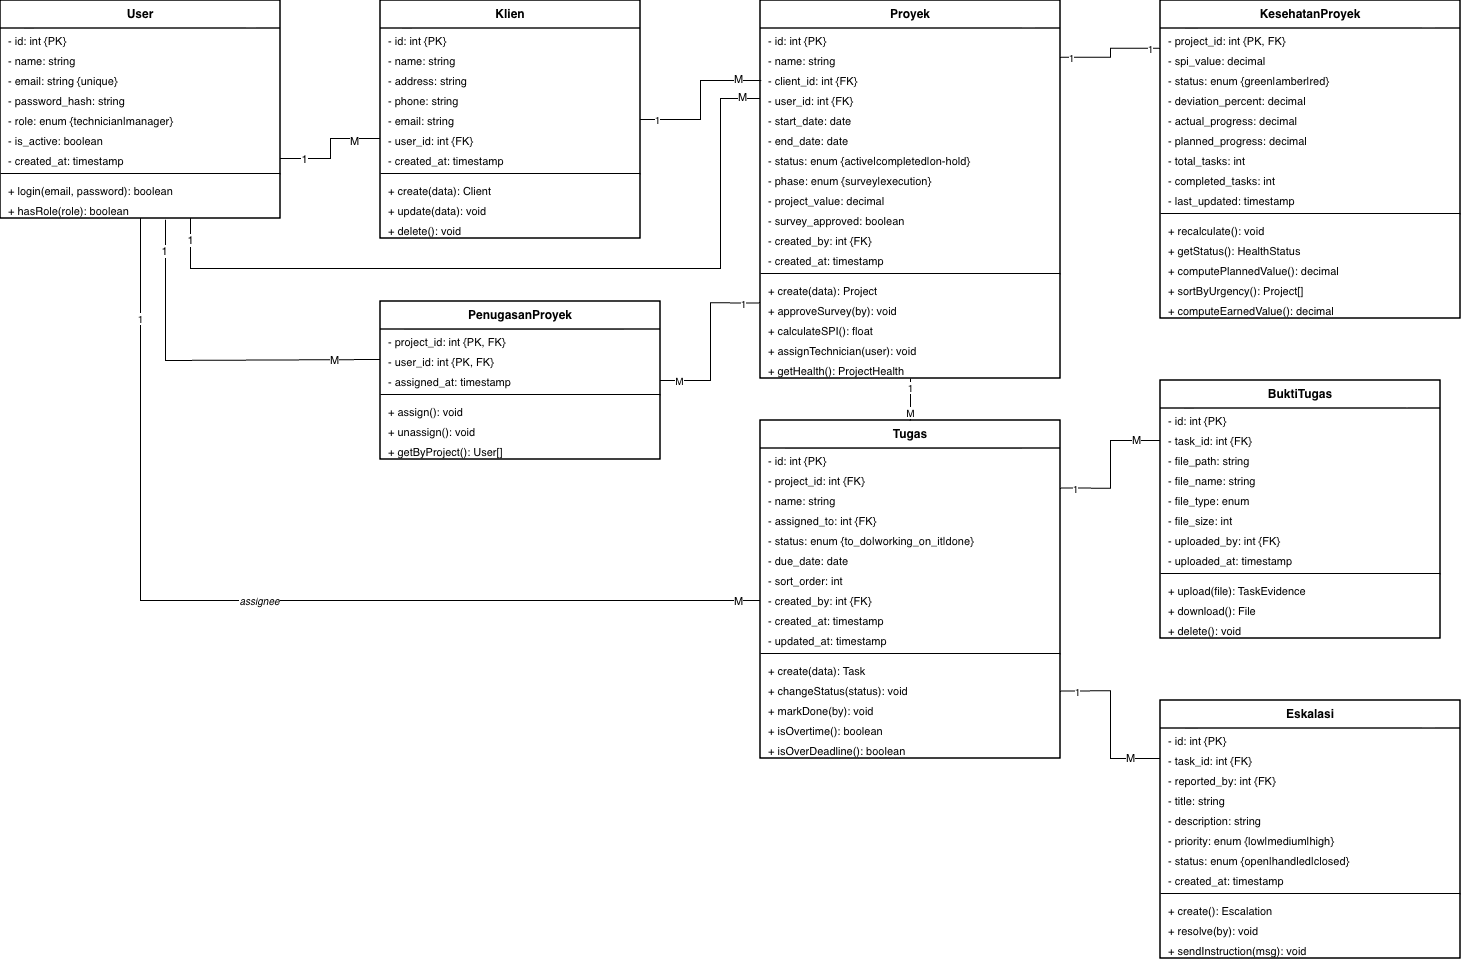 User
- id: int {PK}
- name: string
- email: string {unique}
- password_hash: string
- role: enum {technician|manager}
- is_active: boolean
- created_at: timestamp
+ login(email, password): boolean
+ hasRole(role): boolean
1
M
1
1
1
Klien
- id: int {PK}
- name: string
- address: string
- phone: string
- email: string
- user_id: int {FK}
- created_at: timestamp
+ create(data): Client
+ update(data): void
+ delete(): void
1
M
M
Proyek
- id: int {PK}
- name: string
- client_id: int {FK}
- user_id: int {FK}
- start_date: date
- end_date: date
- status: enum {active|completed|on-hold}
- phase: enum {survey|execution}
- project_value: decimal
- survey_approved: boolean
- created_by: int {FK}
- created_at: timestamp
+ create(data): Project
+ approveSurvey(by): void
+ calculateSPI(): float
+ assignTechnician(user): void
+ getHealth(): ProjectHealth
1
1
KesehatanProyek
- project_id: int {PK, FK}
- spi_value: decimal
- status: enum {green|amber|red}
- deviation_percent: decimal
- actual_progress: decimal
- planned_progress: decimal
- total_tasks: int
- completed_tasks: int
- last_updated: timestamp
+ recalculate(): void
+ getStatus(): HealthStatus
+ computePlannedValue(): decimal
+ sortByUrgency(): Project[]
+ computeEarnedValue(): decimal
M
PenugasanProyek
- project_id: int {PK, FK}
- user_id: int {PK, FK}
- assigned_at: timestamp
+ assign(): void
+ unassign(): void
+ getByProject(): User[]
M
1
1
M
assignee
M
Tugas
- id: int {PK}
- project_id: int {FK}
- name: string
- assigned_to: int {FK}
- status: enum {to_do|working_on_it|done}
- due_date: date
- sort_order: int
- created_by: int {FK}
- created_at: timestamp
- updated_at: timestamp
+ create(data): Task
+ changeStatus(status): void
+ markDone(by): void
+ isOvertime(): boolean
+ isOverDeadline(): boolean
1
M
BuktiTugas
- id: int {PK}
- task_id: int {FK}
- file_path: string
- file_name: string
- file_type: enum
- file_size: int
- uploaded_by: int {FK}
- uploaded_at: timestamp
+ upload(file): TaskEvidence
+ download(): File
+ delete(): void
1
M
Eskalasi
- id: int {PK}
- task_id: int {FK}
- reported_by: int {FK}
- title: string
- description: string
- priority: enum {low|medium|high}
- status: enum {open|handled|closed}
- created_at: timestamp
+ create(): Escalation
+ resolve(by): void
+ sendInstruction(msg): void